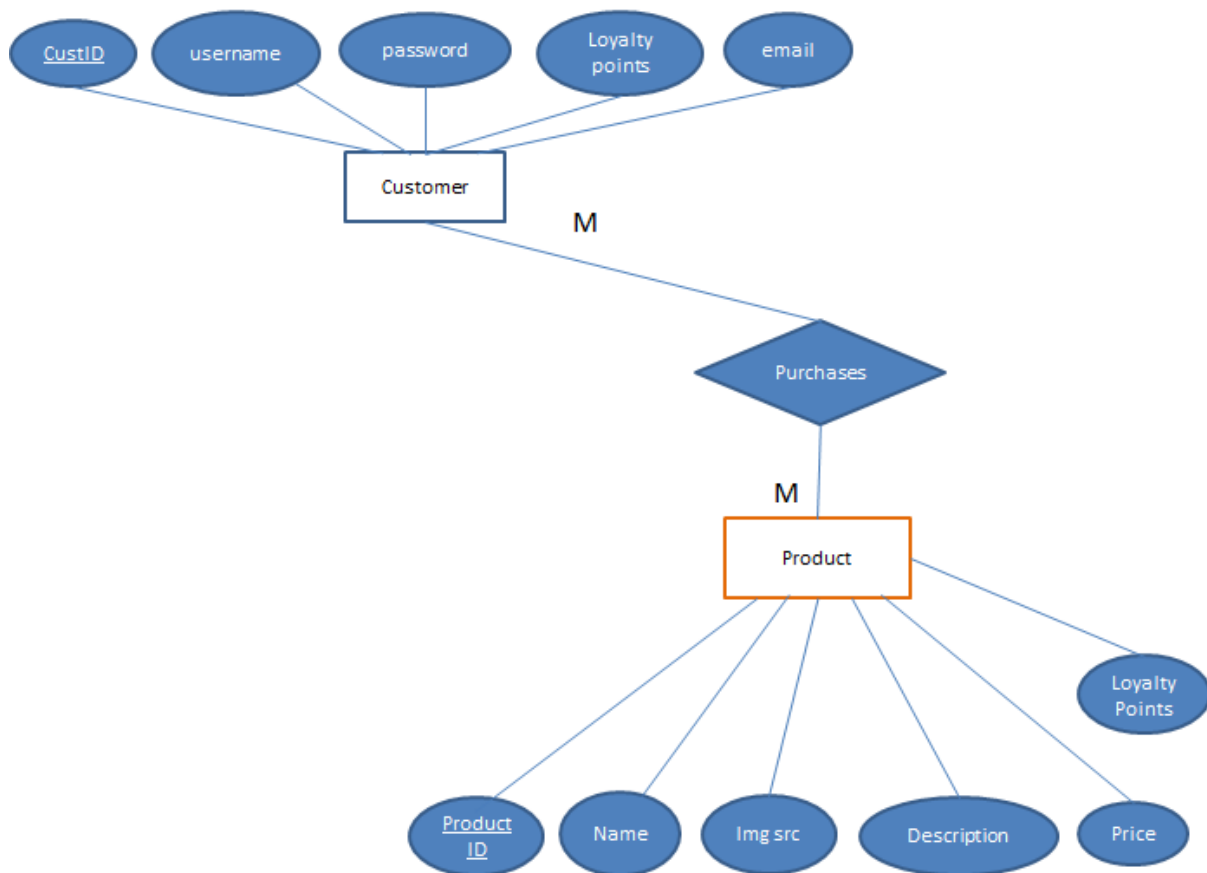 CustID
username
password
Loyalty
points
email
Customer
M
Purchases
M
Product
Loyalty
Points
Product
ID
Name
Img src
Description
Price